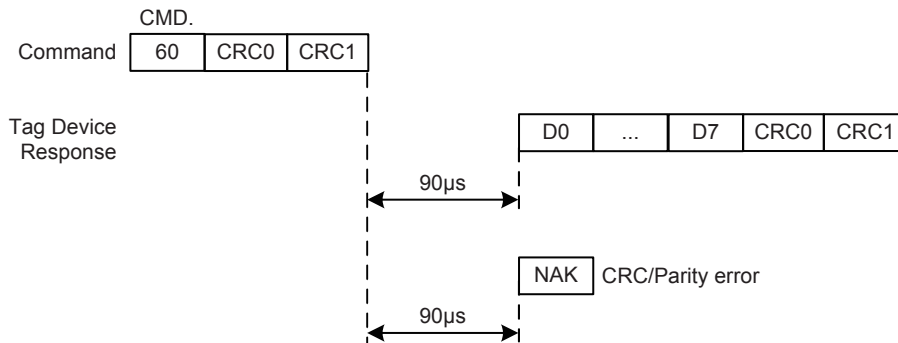 CMD.
Command 60 CRC0 CRC1
Tag Device
Response
D0 ... D7 CRC0 CRC1
90µs
NAK CRC/Parity error
90µs